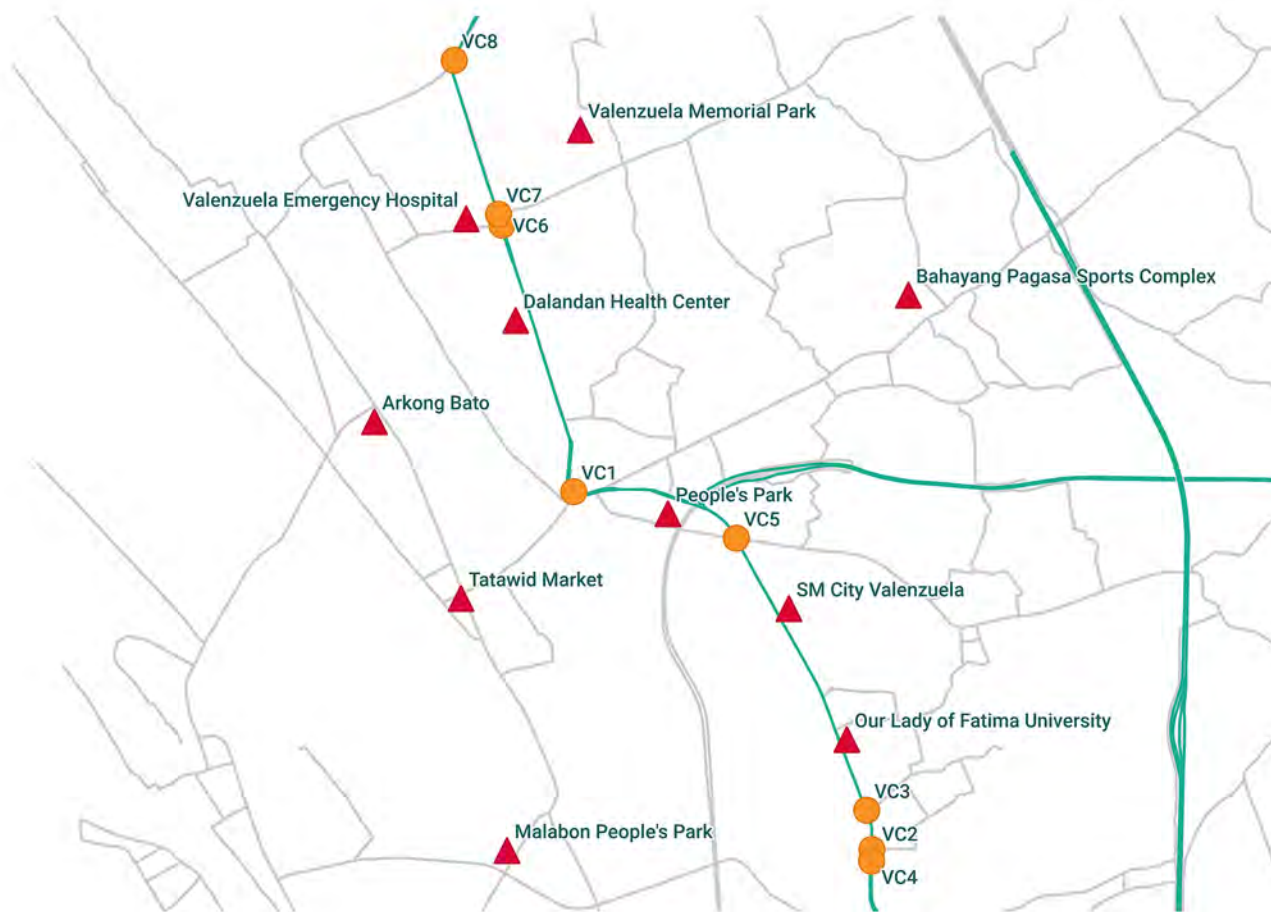 VC8
Valenzuela Memorial Park
VC7
Valenzuela Emergency Hospital
VC6
Bahayang Pagasa Sports Complex
Dalandan Health Center
Arkong Bato
VC1
People's Park
VC5
Tatawid Market
SM City Valenzuela
Our Lady of Fatima University
VC3
Malabon People's Park
VC2
VC4